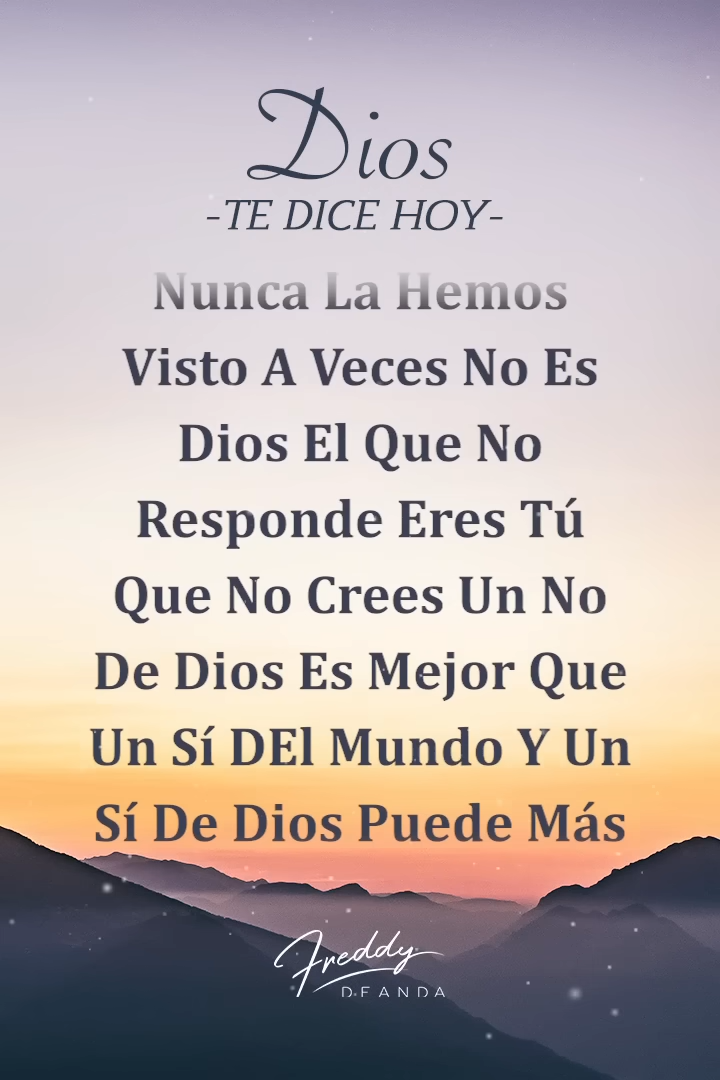 Dios
-TE DICE HOY-
Nunca La Hemos
Visto A Veces No Es
Dios El Que No
Responde Eres Tú
Que No Crees Un No
De Dios Es Mejor Que
Un Sí DEl Mundo Y Un
Sí De Dios Puede Más
Freddy
DEANDA